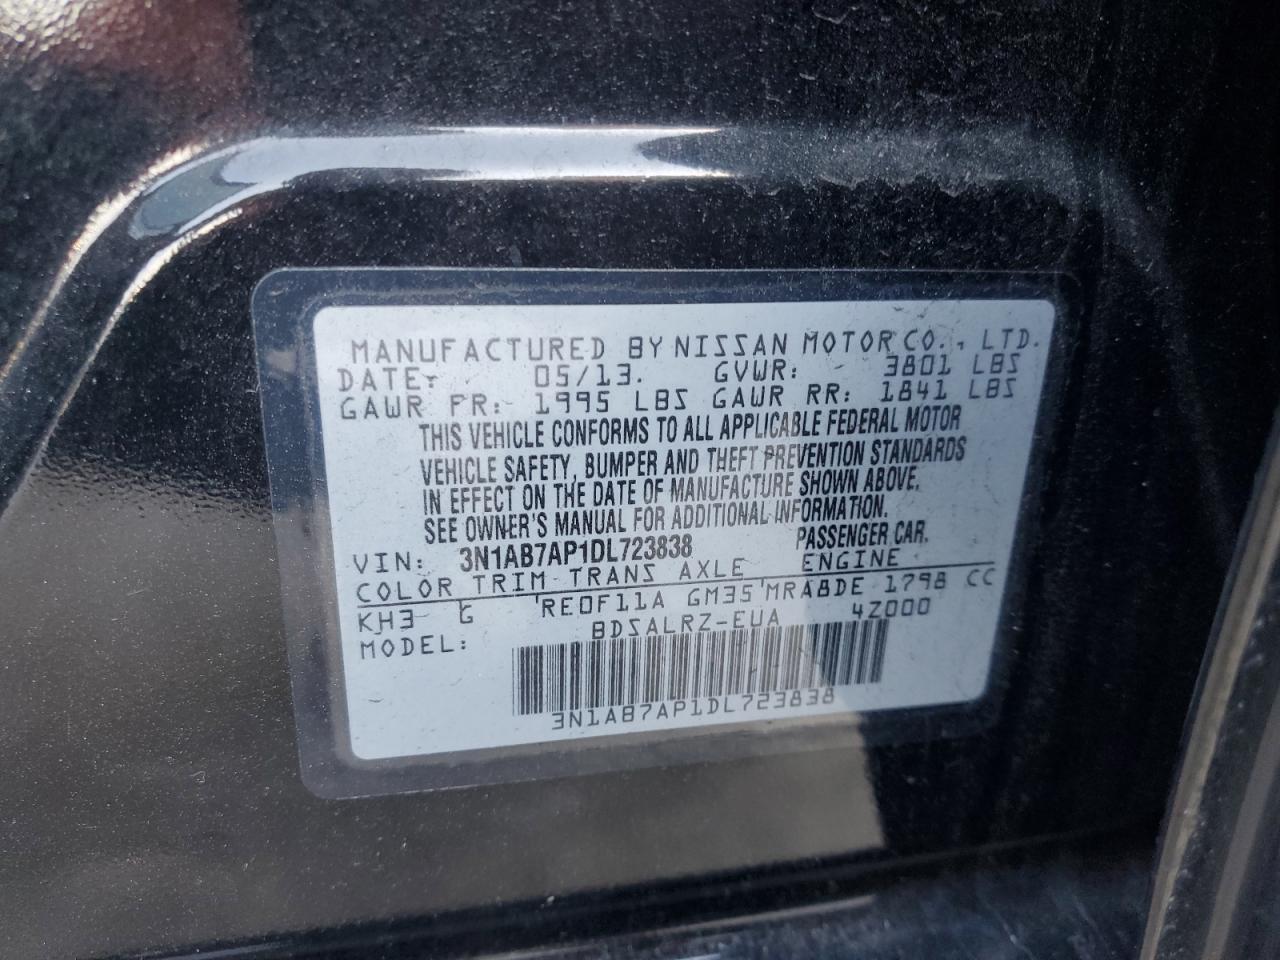 MANUFACTURED BY NISSAN MOTOR CO., LTD.
DATE: 05/13. GVWR: 3801 LBS
GAWR FR: 1995 LBS GAWR RR: 1841 LBS
THIS VEHICLE CONFORMS TO ALL APPLICABLE FEDERAL MOTOR
VEHICLE SAFETY, BUMPER AND THEFT PREVENTION STANDARDS
IN EFFECT ON THE DATE OF MANUFACTURE SHOWN ABOVE.
SEE OWNER'S MANUAL FOR ADDITIONAL INFORMATION.
VIN: 3N1AB7AP1DL723838 PASSENGER CAR.
COLOR TRIM TRANS AXLE ENGINE
KH3 G RE0F11A GM35 MRA8DE 1798 CC
MODEL: BDSALRZ-EUA 4Z000
3N1AB7AP1DL723838